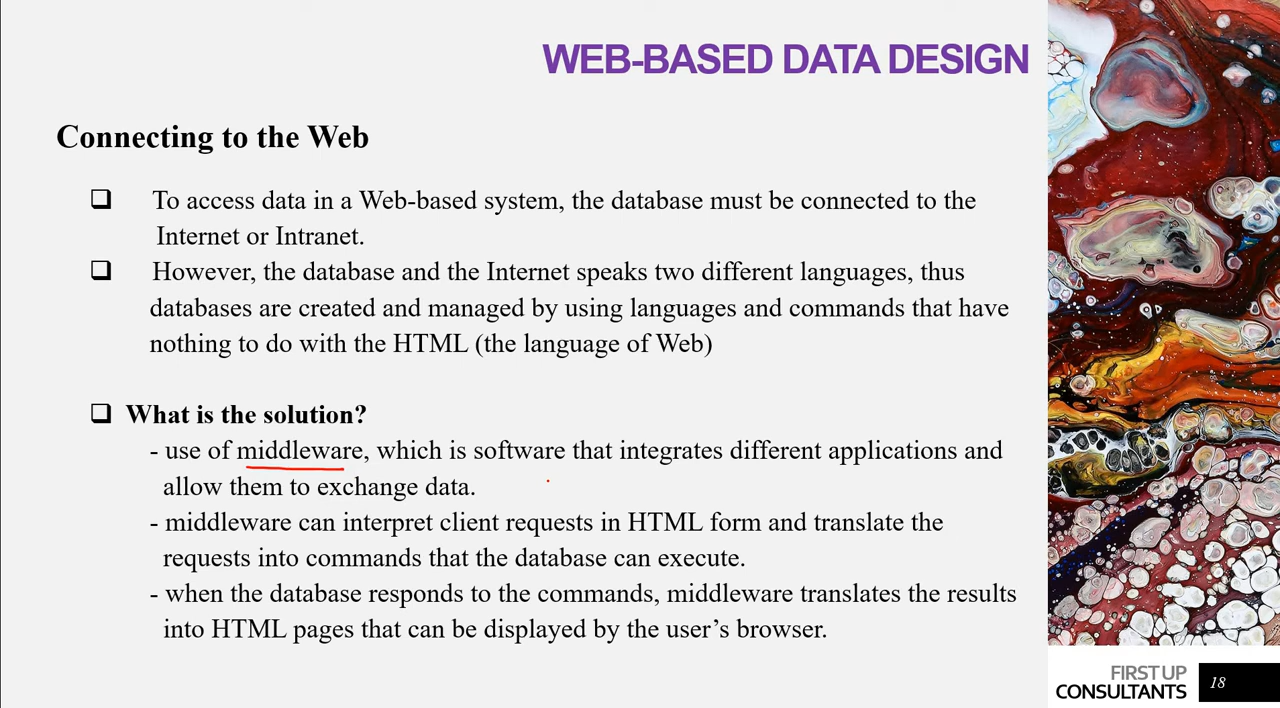 WEB-BASED DATA DESIGN
Connecting to the Web
❑ To access data in a Web-based system, the database must be connected to the
Internet or Intranet.
❑ However, the database and the Internet speaks two different languages, thus
databases are created and managed by using languages and commands that have
nothing to do with the HTML (the language of Web)
❑ What is the solution?
- use of middleware, which is software that integrates different applications and
allow them to exchange data.
- middleware can interpret client requests in HTML form and translate the
requests into commands that the database can execute.
- when the database responds to the commands, middleware translates the results
into HTML pages that can be displayed by the user’s browser.
FIRST UP
CONSULTANTS
18